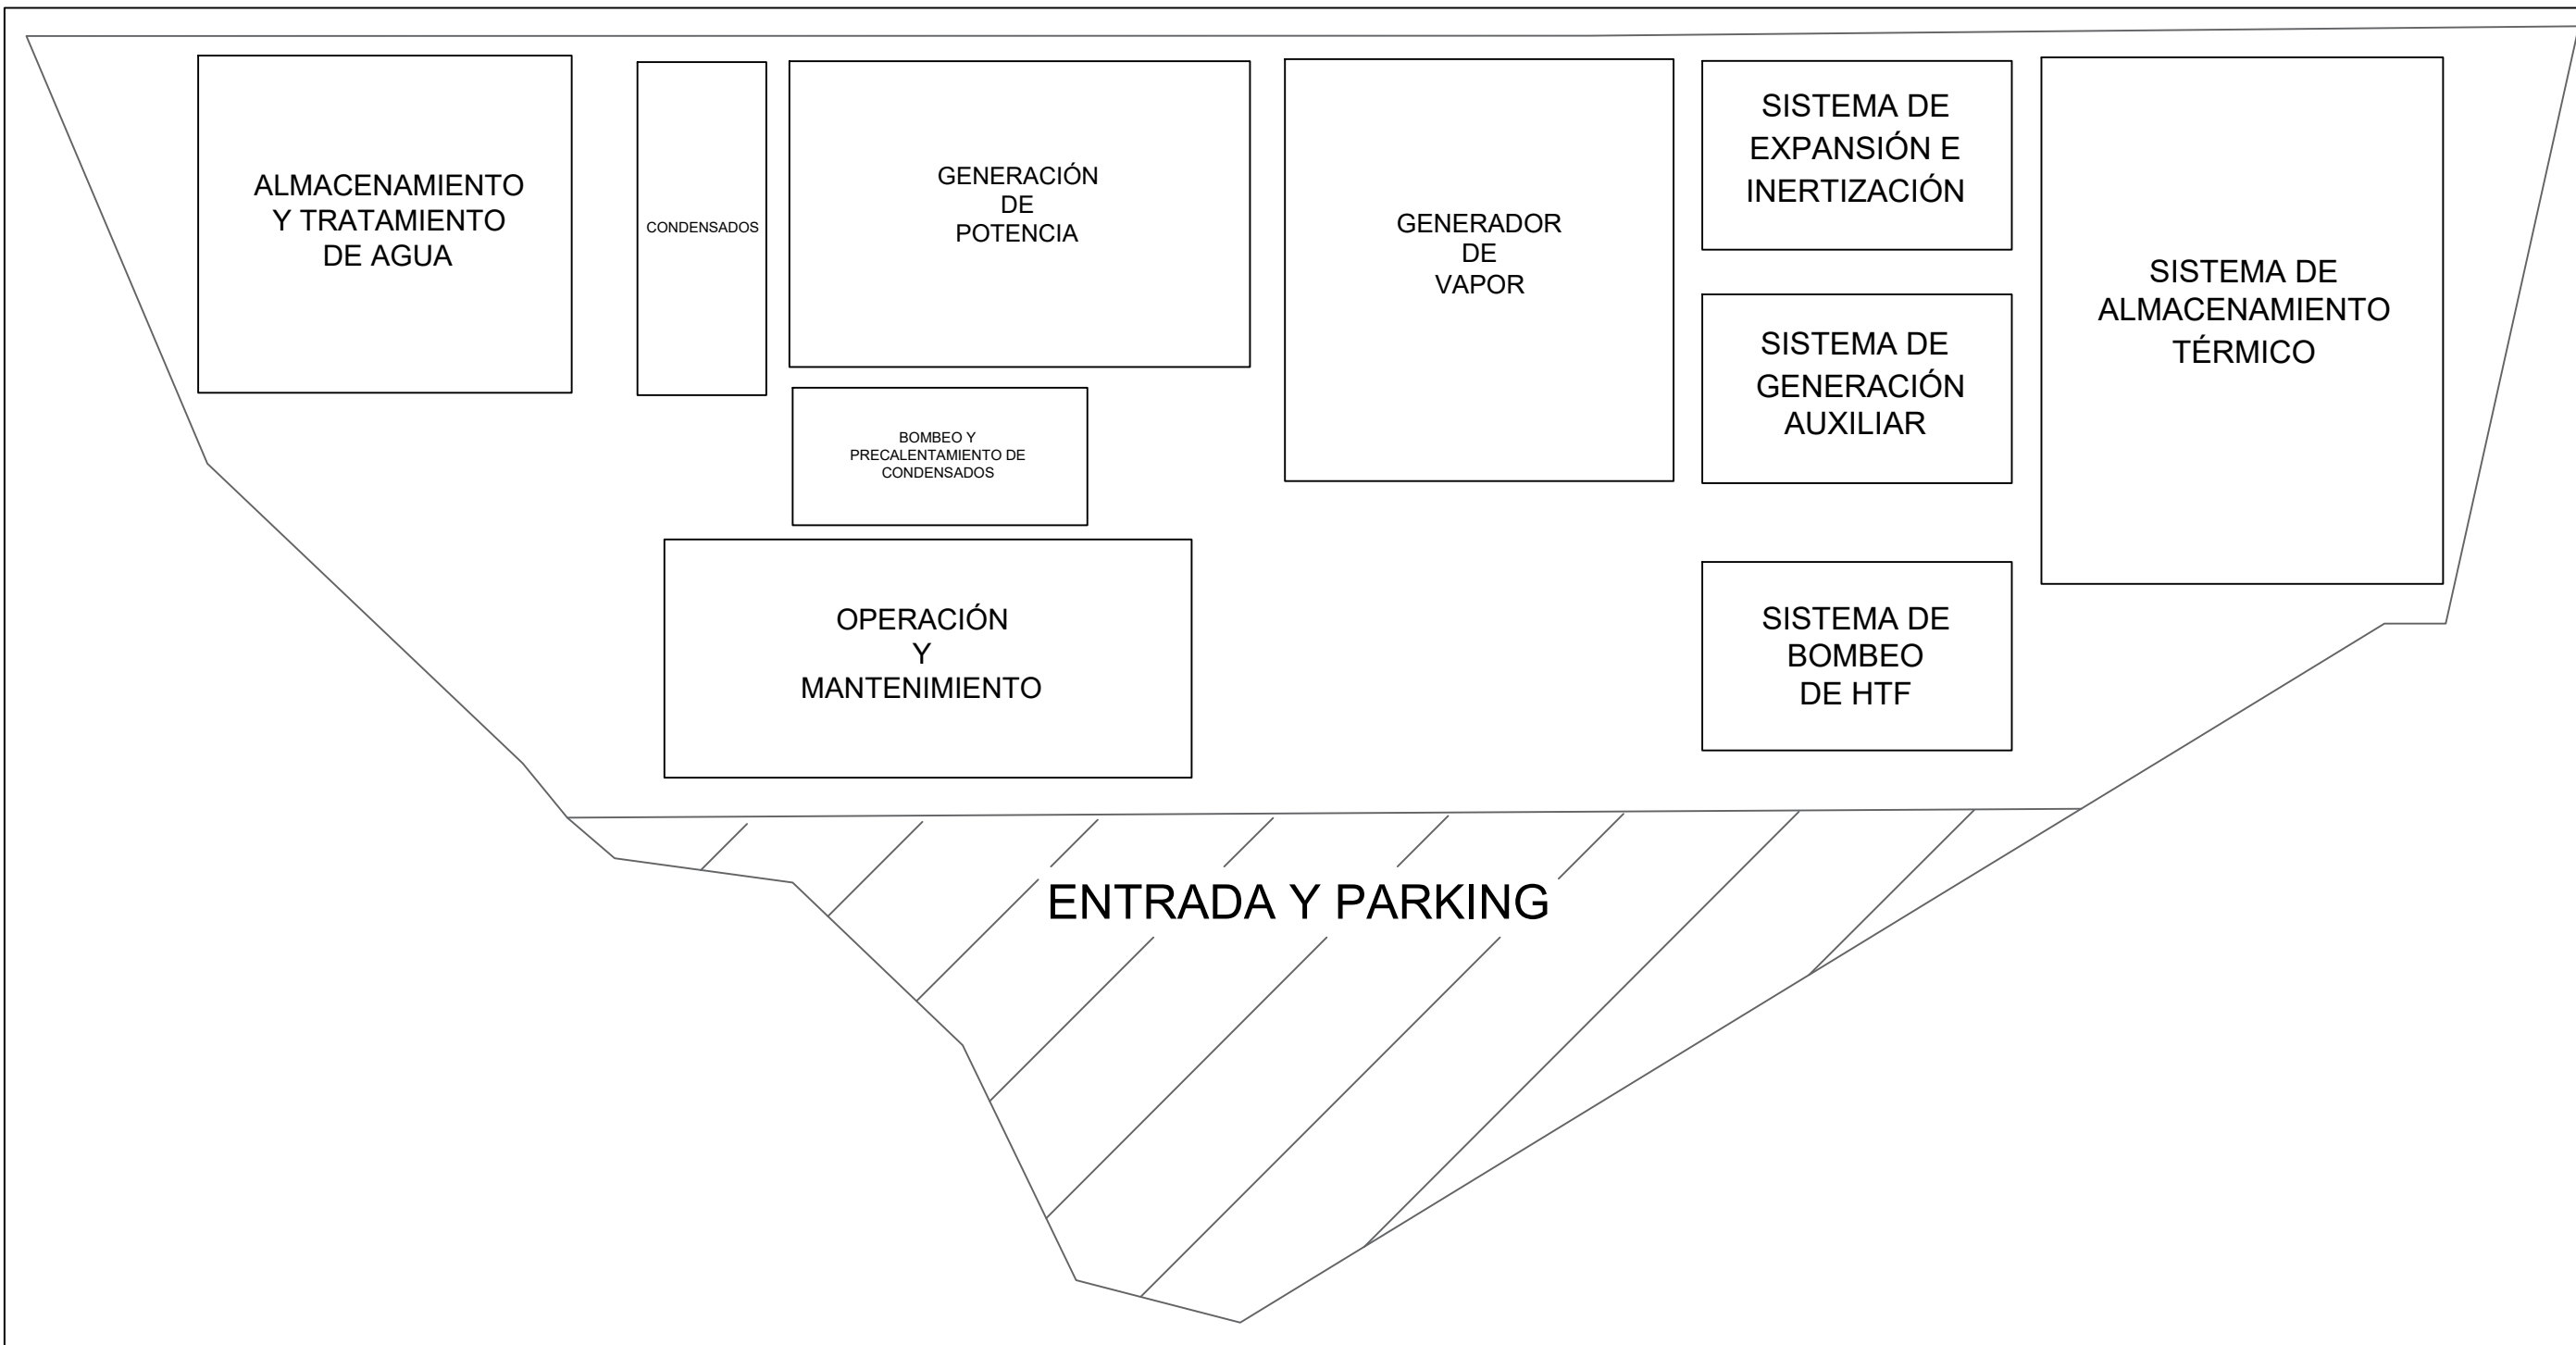 ALMACENAMIENTO
Y TRATAMIENTO
DE AGUA
CONDENSADOS
GENERACIÓN
DE
POTENCIA
GENERADOR
DE
VAPOR
SISTEMA DE
EXPANSIÓN E
INERTIZACIÓN
SISTEMA DE
GENERACIÓN
AUXILIAR
SISTEMA DE
ALMACENAMIENTO
TÉRMICO
BOMBEO Y
PRECALENTAMIENTO DE
CONDENSADOS
OPERACIÓN
Y
MANTENIMIENTO
SISTEMA DE
BOMBEO
DE HTF
ENTRADA Y PARKING